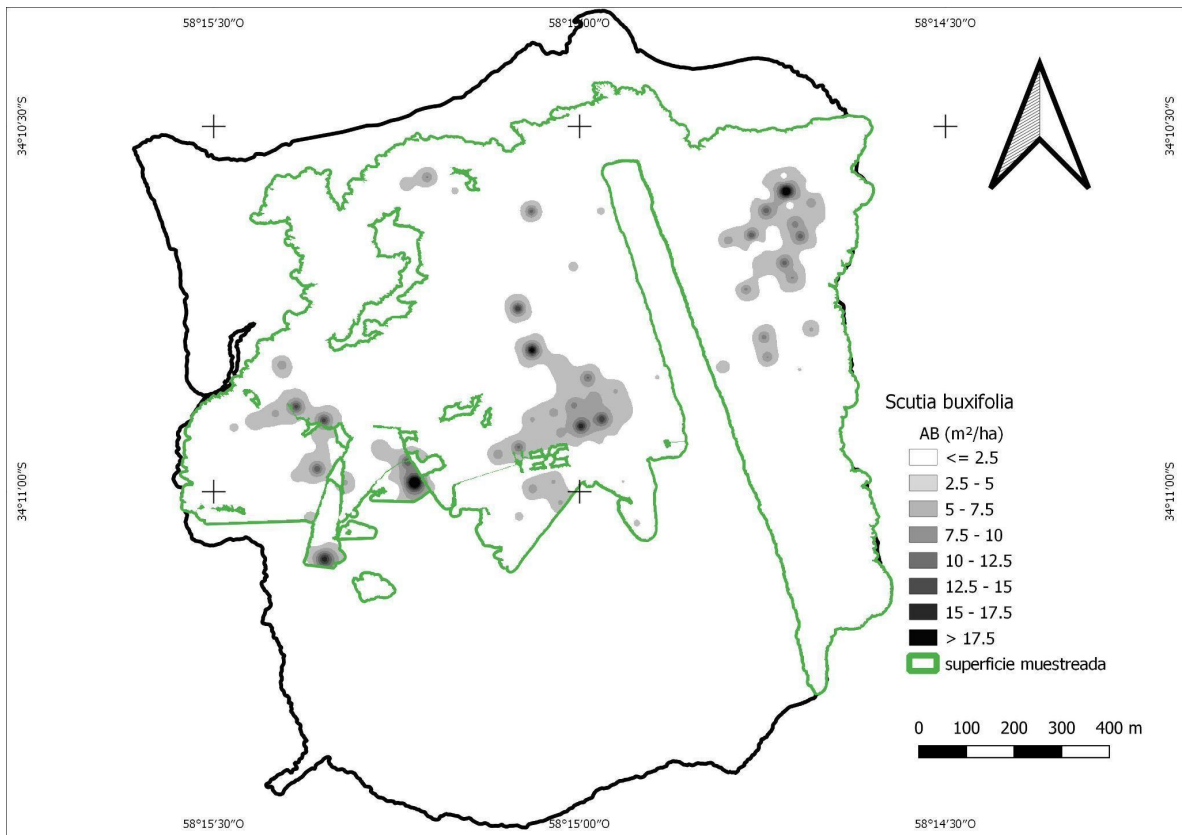 58°15'30"O 58°15'00"O 58°14'30"O
34°10'30"S 34°10'30"S
Scutia buxifolia
AB (m²/ha)
<= 2.5
2.5 - 5
5 - 7.5
7.5 - 10
10 - 12.5
12.5 - 15
15 - 17.5
> 17.5
superficie muestreada
34°11'00"S 34°11'00"S
0 100 200 300 400 m
58°15'30"O 58°15'00"O 58°14'30"O